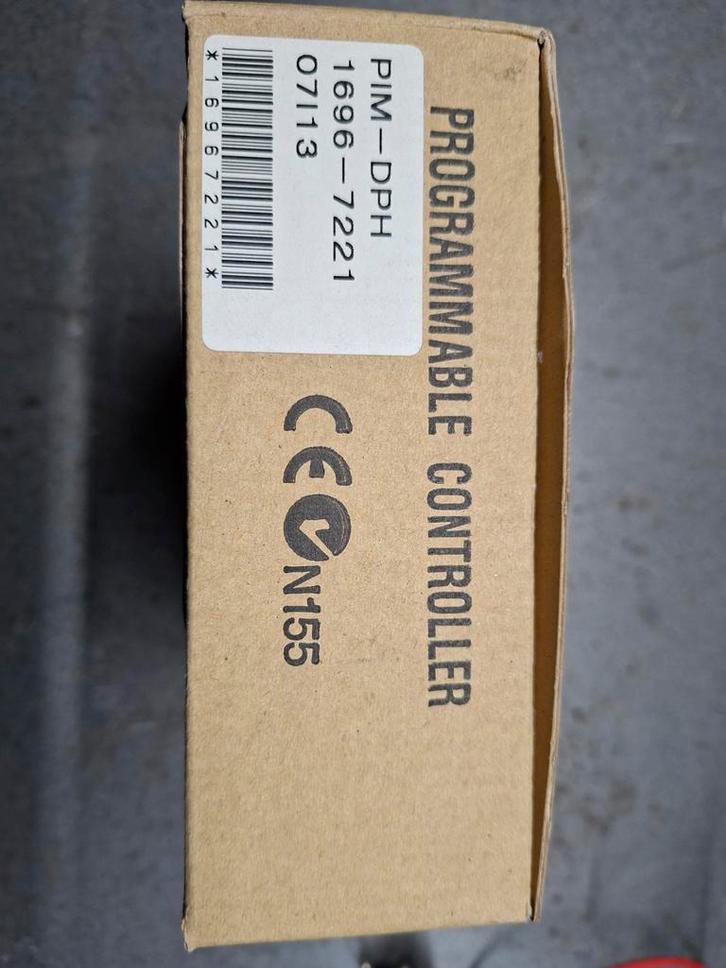 PROGRAMMABLE CONTROLLER
PIM-DPH
1696-7221
07I13
*16967221*
CE N155